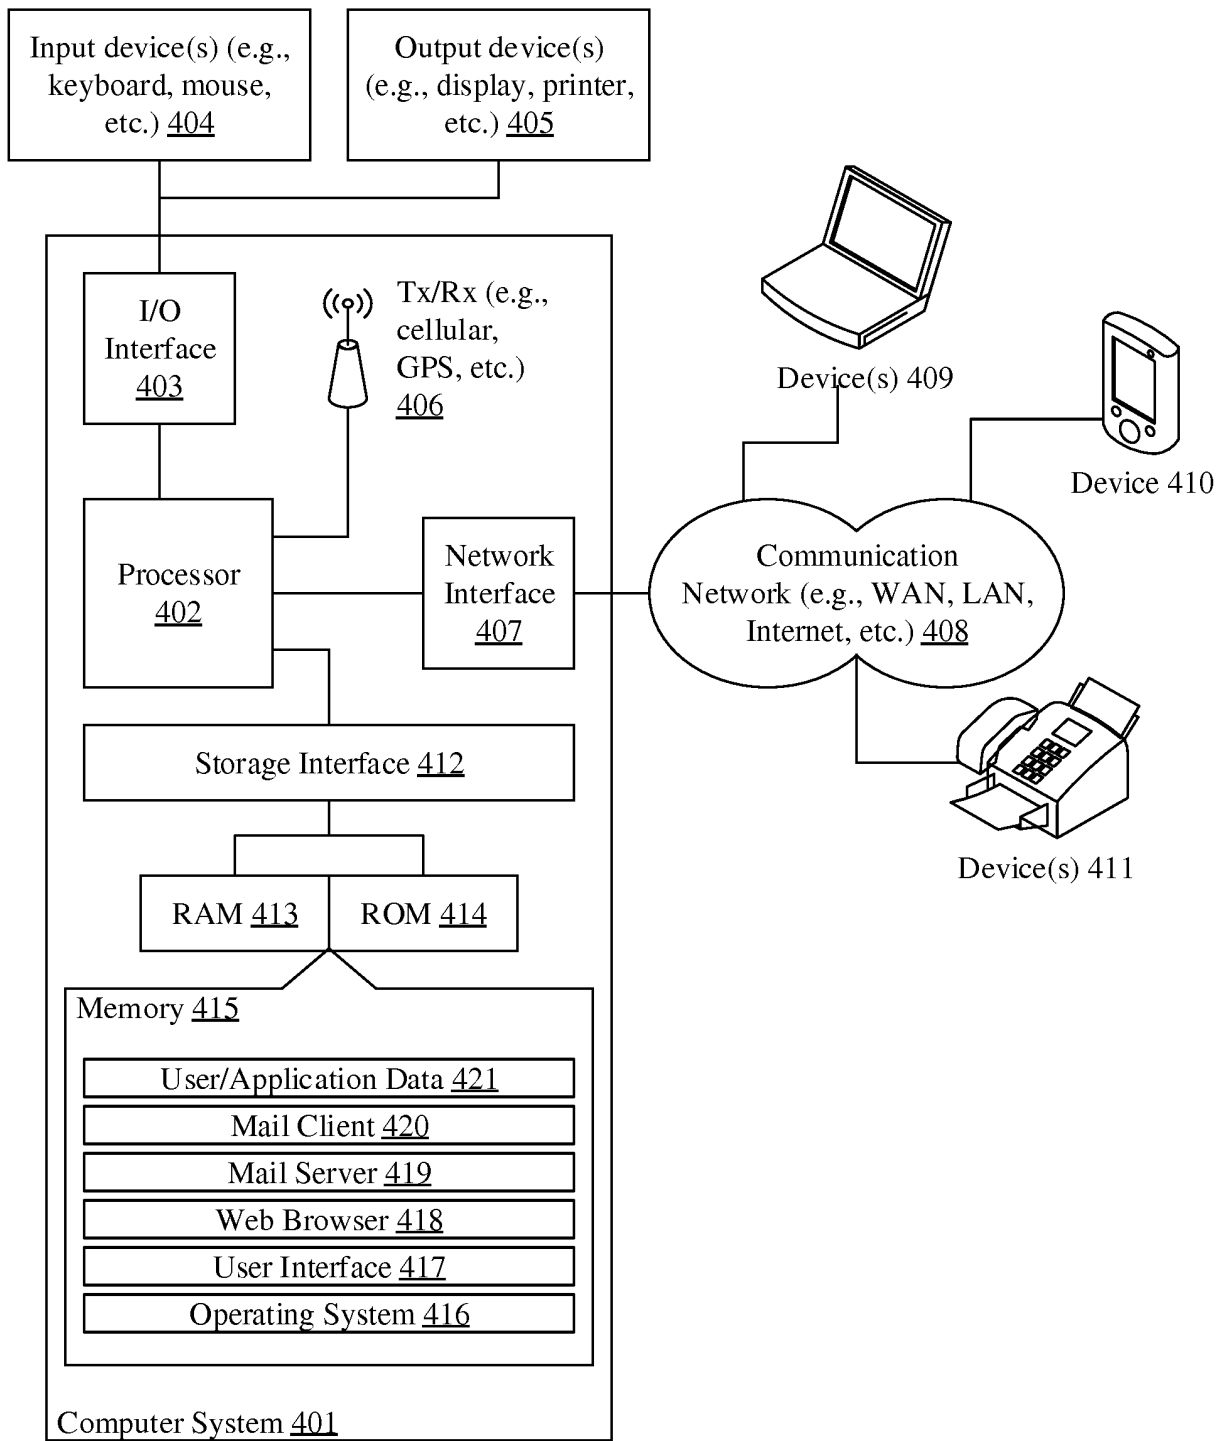 Input device(s) (e.g.,
keyboard, mouse,
etc.) 404
Output device(s)
(e.g., display, printer,
etc.) 405
I/O
Interface
403
Tx/Rx (e.g.,
cellular,
GPS, etc.)
406
Device(s) 409
Device 410
Processor
402
Network
Interface
407
Communication
Network (e.g., WAN, LAN,
Internet, etc.) 408
Storage Interface 412
Device(s) 411
RAM 413
ROM 414
Memory 415
User/Application Data 421
Mail Client 420
Mail Server 419
Web Browser 418
User Interface 417
Operating System 416
Computer System 401